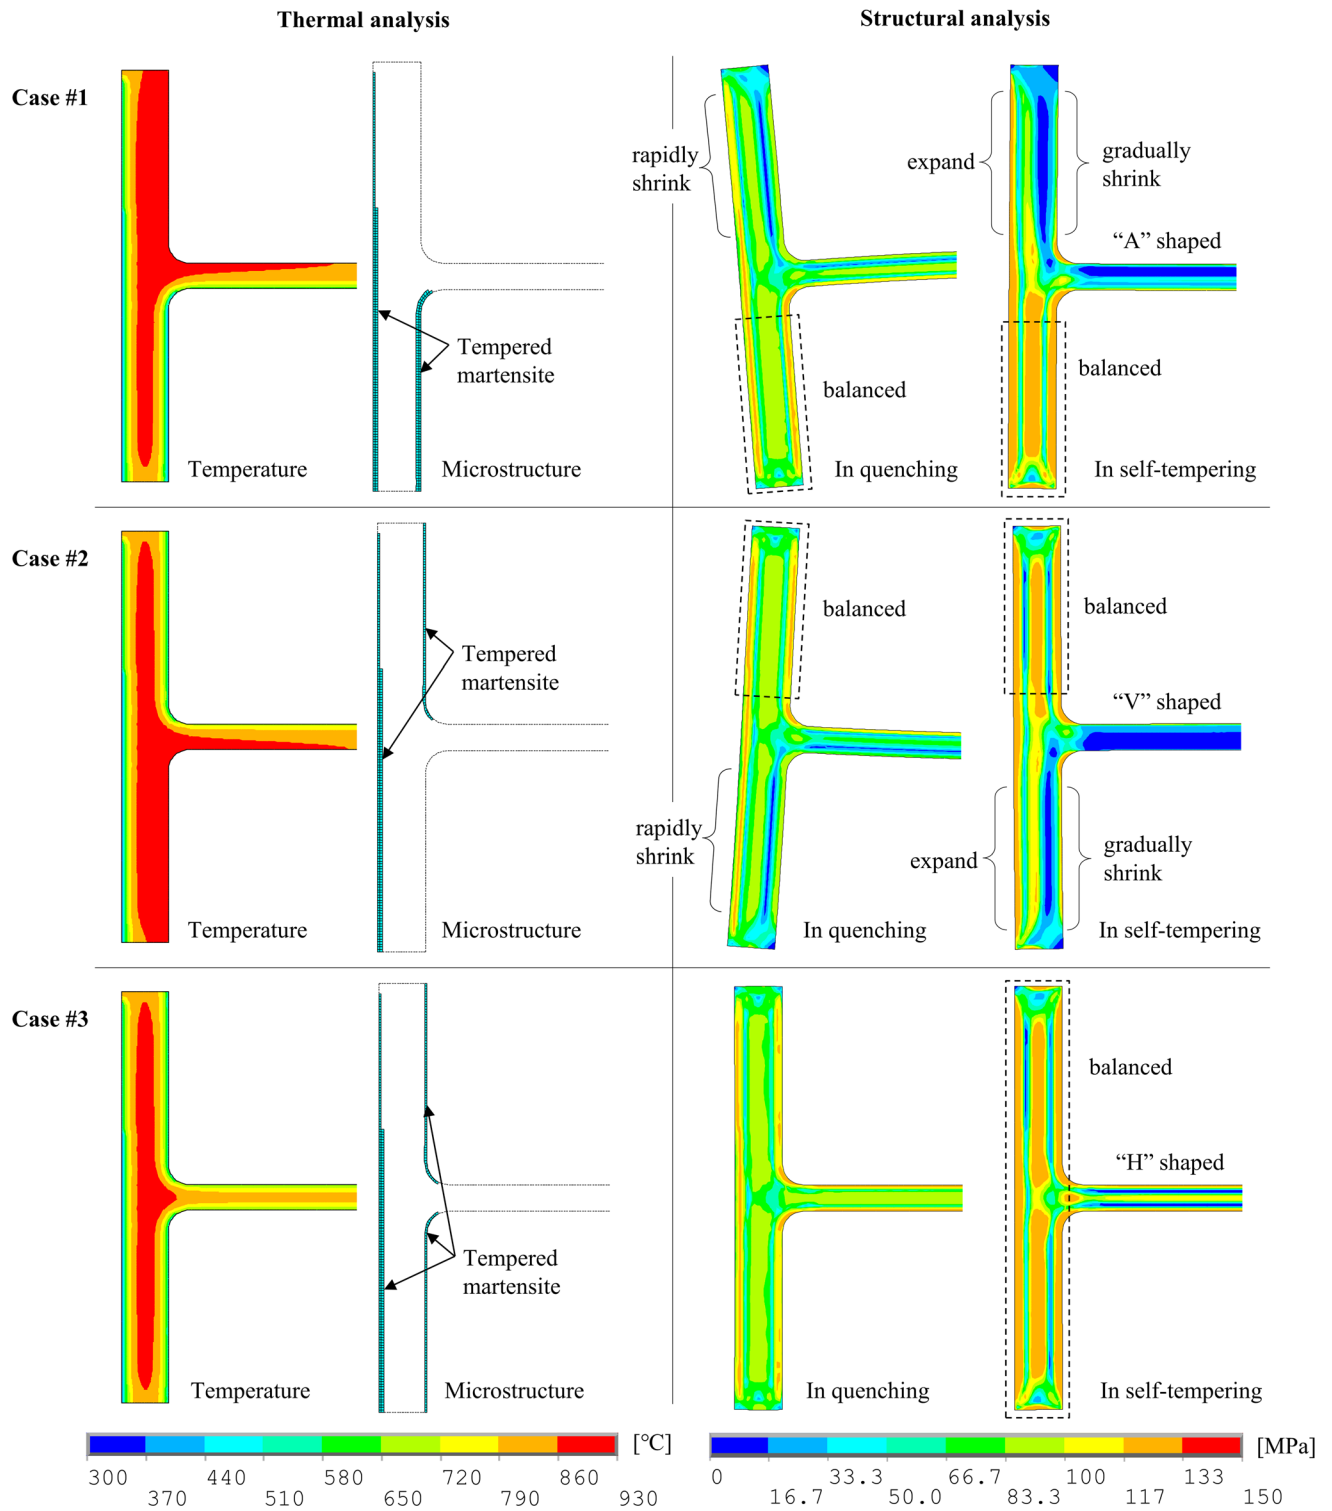 Thermal analysis
Structural analysis
Case #1
rapidly
shrink
expand
gradually
shrink
“A” shaped
Tempered
martensite
balanced
balanced
Temperature
Microstructure
In quenching
In self-tempering
Case #2
balanced
balanced
Tempered
martensite
“V” shaped
rapidly
shrink
expand
gradually
shrink
Temperature
Microstructure
In quenching
In self-tempering
Case #3
balanced
“H” shaped
Tempered
martensite
Temperature
Microstructure
In quenching
In self-tempering
[℃]
300 440 580 720 860
370 510 650 790 930
[MPa]
0 33.3 66.7 100 133
16.7 50.0 83.3 117 150